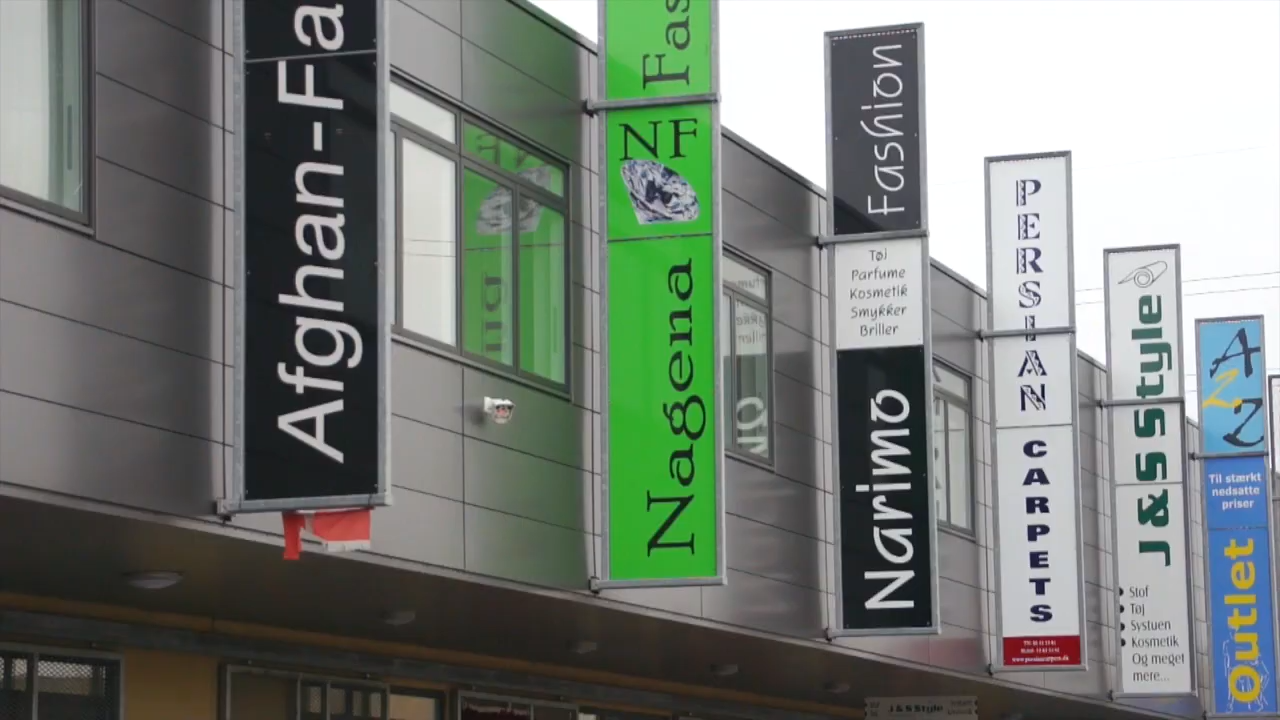 Afghan-Fa
Nagena Fas
NF
Narimo
Fashion
Tøj
Parfume
Kosmetik
Smykker
Briller
PERSIAN
CARPETS
J&S Style
Stof
Tøj
Systuen
Kosmetik
Og meget
mere...
Til stærkt
nedsatte
priser
Outlet
J & S Style